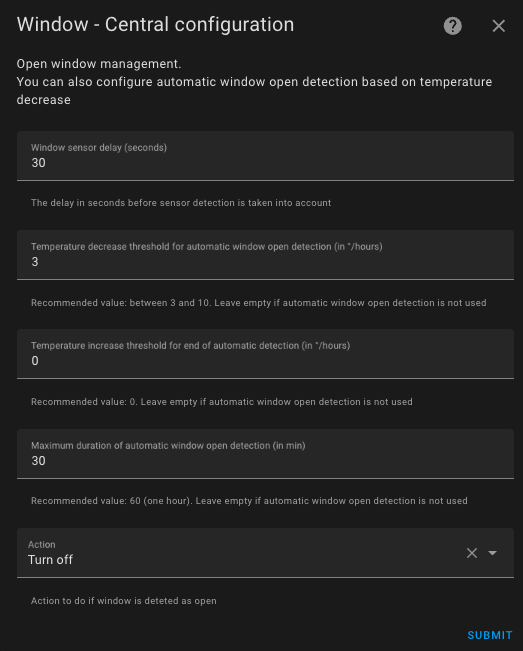 Window - Central configuration
Open window management.
You can also configure automatic window open detection based on temperature
decrease
Window sensor delay (seconds)
30
The delay in seconds before sensor detection is taken into account
Temperature decrease threshold for automatic window open detection (in °/hours)
3
Recommended value: between 3 and 10. Leave empty if automatic window open detection is not used
Temperature increase threshold for end of automatic detection (in °/hours)
0
Recommended value: 0. Leave empty if automatic window open detection is not used
Maximum duration of automatic window open detection (in min)
30
Recommended value: 60 (one hour). Leave empty if automatic window open detection is not used
Action
Turn off
Action to do if window is deteted as open
SUBMIT